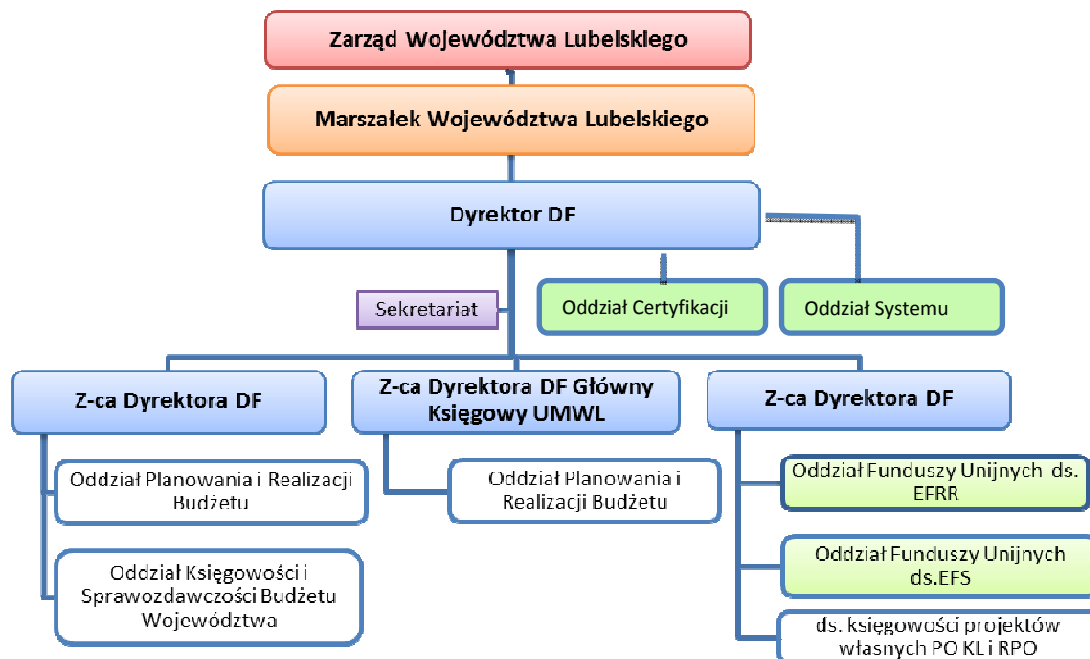 Zarząd Województwa Lubelskiego
Marszałek Województwa Lubelskiego
Dyrektor DF
Sekretariat
Oddział Certyfikacji
Oddział Systemu
Z-ca Dyrektora DF
Z-ca Dyrektora DF Główny
Księgowy UMWL
Z-ca Dyrektora DF
Oddział Planowania i Realizacji
Budżetu
Oddział Księgowości i
Sprawozdawczości Budżetu
Województwa
Oddział Planowania i
Realizacji Budżetu
Oddział Funduszy Unijnych ds.
EFRR
Oddział Funduszy Unijnych
ds.EFS
ds. księgowości projektów
własnych PO KL i RPO